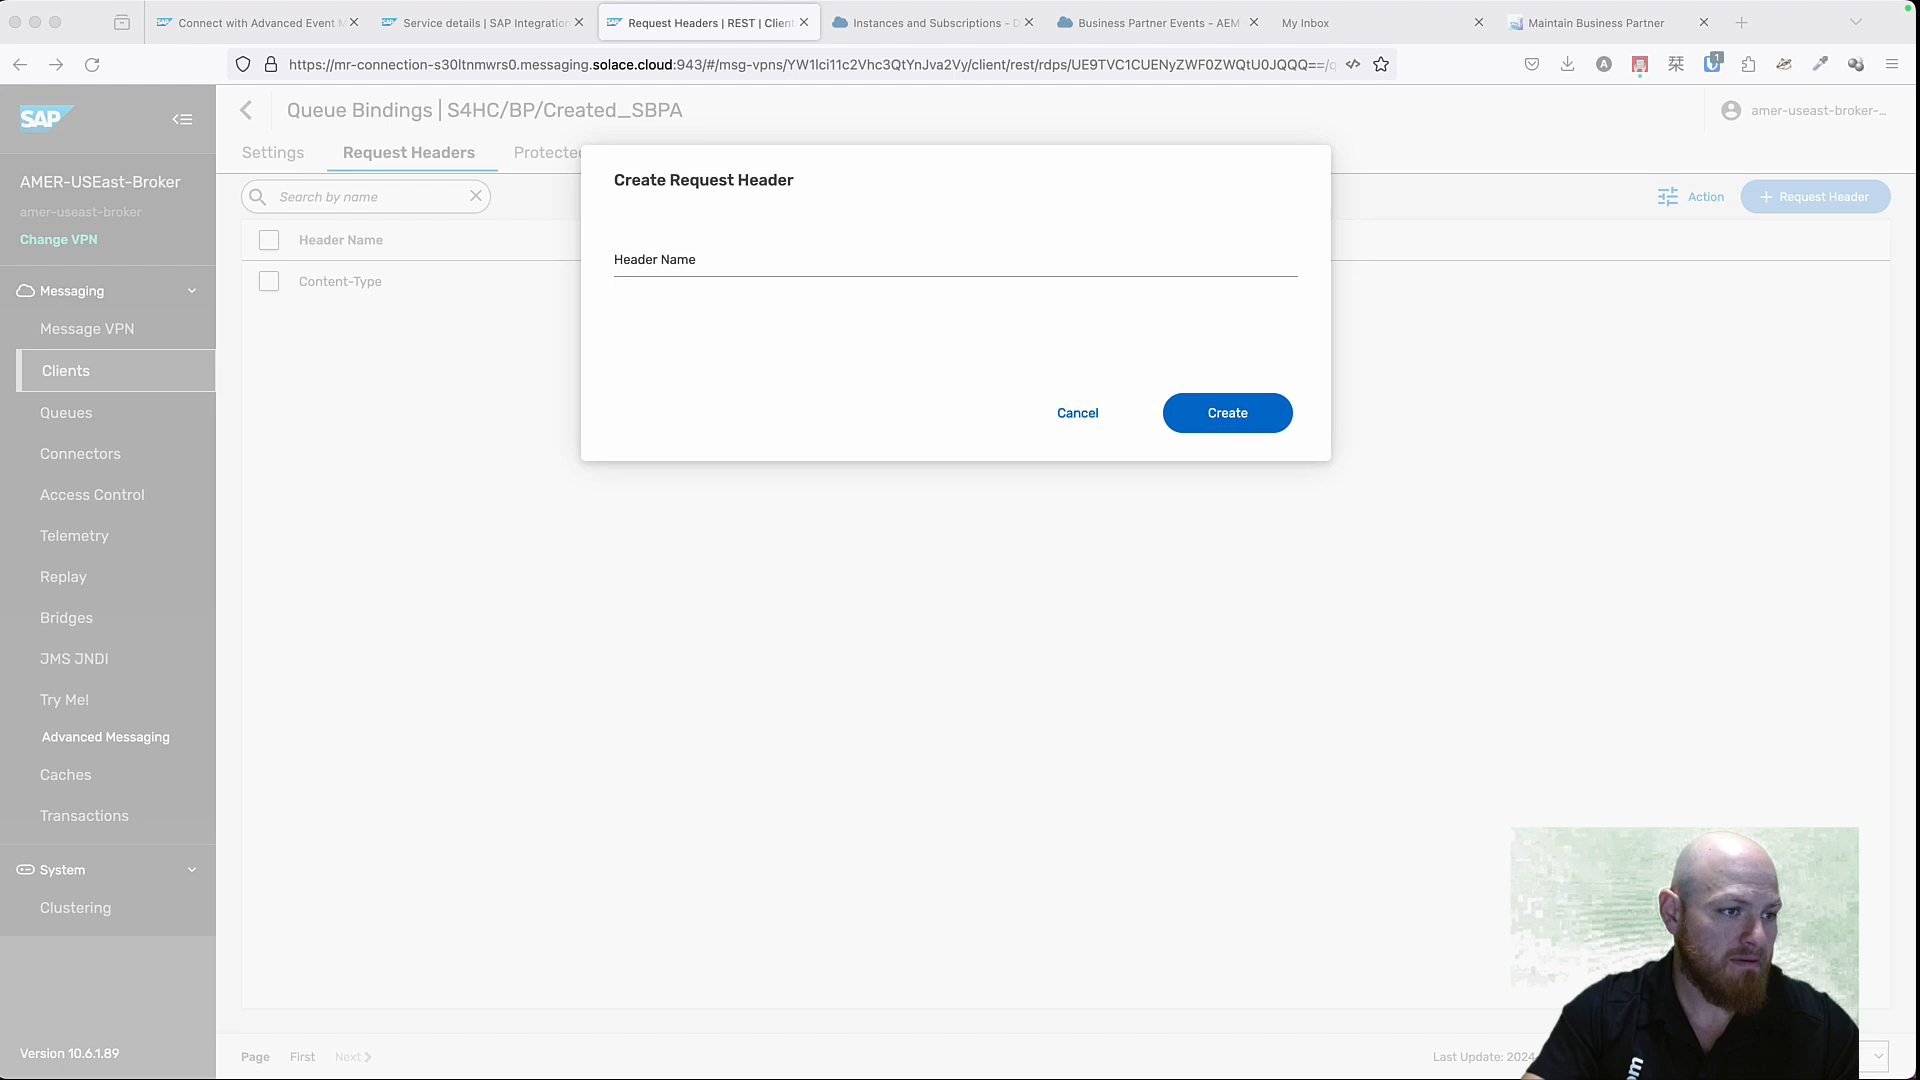 Connect with Advanced Event M
Service details | SAP Integration
Request Headers | REST | Client
Instances and Subscriptions - D
Business Partner Events - AEM
My Inbox
Maintain Business Partner
https://mr-connection-s30ltnmwrs0.messaging.solace.cloud:943/#/msg-vpns/YW1lci11c2Vhc3QtYnJva2Vy/client/rest/rdps/UE9TVC1CUENyZWF0ZWQtU0JQQQ==/q
1
SAP
Queue Bindings | S4HC/BP/Created_SBPA
amer-useast-broker-...
Settings
Request Headers
Protected
AMER-USEast-Broker
amer-useast-broker
Change VPN
Search by name
Action
Request Header
Header Name
Content-Type
Create Request Header
Header Name
Cancel
Create
Messaging
Message VPN
Clients
Queues
Connectors
Access Control
Telemetry
Replay
Bridges
JMS JNDI
Try Me!
Advanced Messaging
Caches
Transactions
System
Clustering
Version 10.6.1.89
Page First Next
Last Update: 2024
om